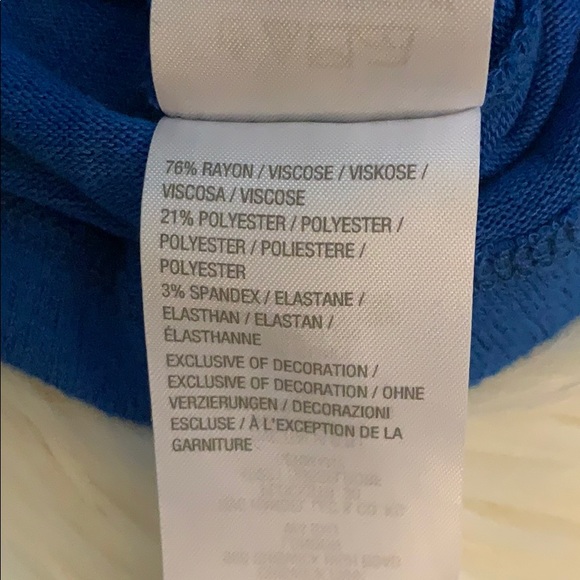 76% RAYON / VISCOSE / VISKOSE /
VISCOSA / VISCOSE
21% POLYESTER / POLYESTER /
POLYESTER / POLIESTERE /
POLYESTER
3% SPANDEX / ELASTANE /
ELASTHAN / ELASTAN /
ÉLASTHANNE
EXCLUSIVE OF DECORATION /
EXCLUSIVE OF DECORATION / OHNE
VERZIERUNGEN / DECORAZIONI
ESCLUSE / À L'EXCEPTION DE LA
GARNITURE